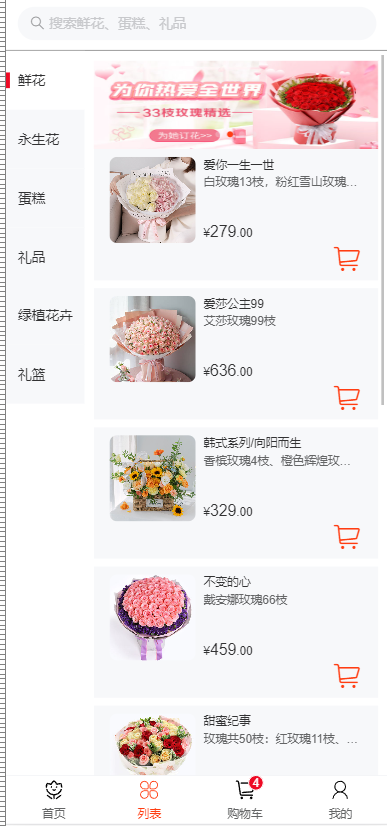 搜索鲜花、蛋糕、礼品
鲜花
永生花
蛋糕
礼品
绿植花卉
礼篮
为你热爱全世界
33枝玫瑰精选
为她订花>>
爱你一生一世
白玫瑰13枝，粉红雪山玫瑰...
¥279.00
爱莎公主99
艾莎玫瑰99枝
¥636.00
韩式系列/向阳而生
香槟玫瑰4枝、橙色辉煌玫...
¥329.00
不变的心
戴安娜玫瑰66枝
¥459.00
甜蜜纪事
玫瑰共50枝：红玫瑰11枝、...
首页
列表
4
购物车
我的